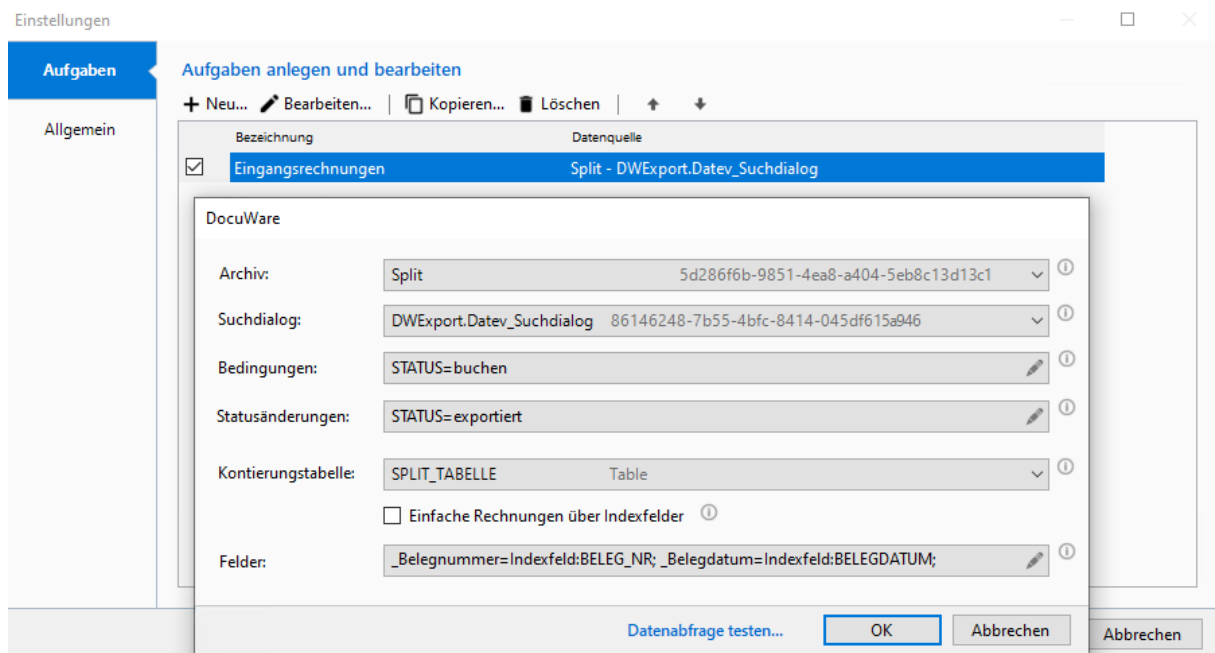 Einstellungen
Aufgaben
Allgemein
Aufgaben anlegen und bearbeiten
Neu... Bearbeiten... Kopieren... Löschen
Bezeichnung Datenquelle
Eingangsrechnungen Split - DWExport.Datev_Suchdialog
DocuWare
Archiv: Split 5d286f6b-9851-4ea8-a404-5eb8c13d13c1
Suchdialog: DWExport.Datev_Suchdialog 86146248-7b55-4bfc-8414-045df615a946
Bedingungen: STATUS=buchen
Statusänderungen: STATUS=exportiert
Kontierungstabelle: SPLIT_TABELLE Table
Einfache Rechnungen über Indexfelder
Felder: _Belegnummer=Indexfeld:BELEG_NR; _Belegdatum=Indexfeld:BELEGDATUM;
Datenabfrage testen... OK Abbrechen
Abbrechen